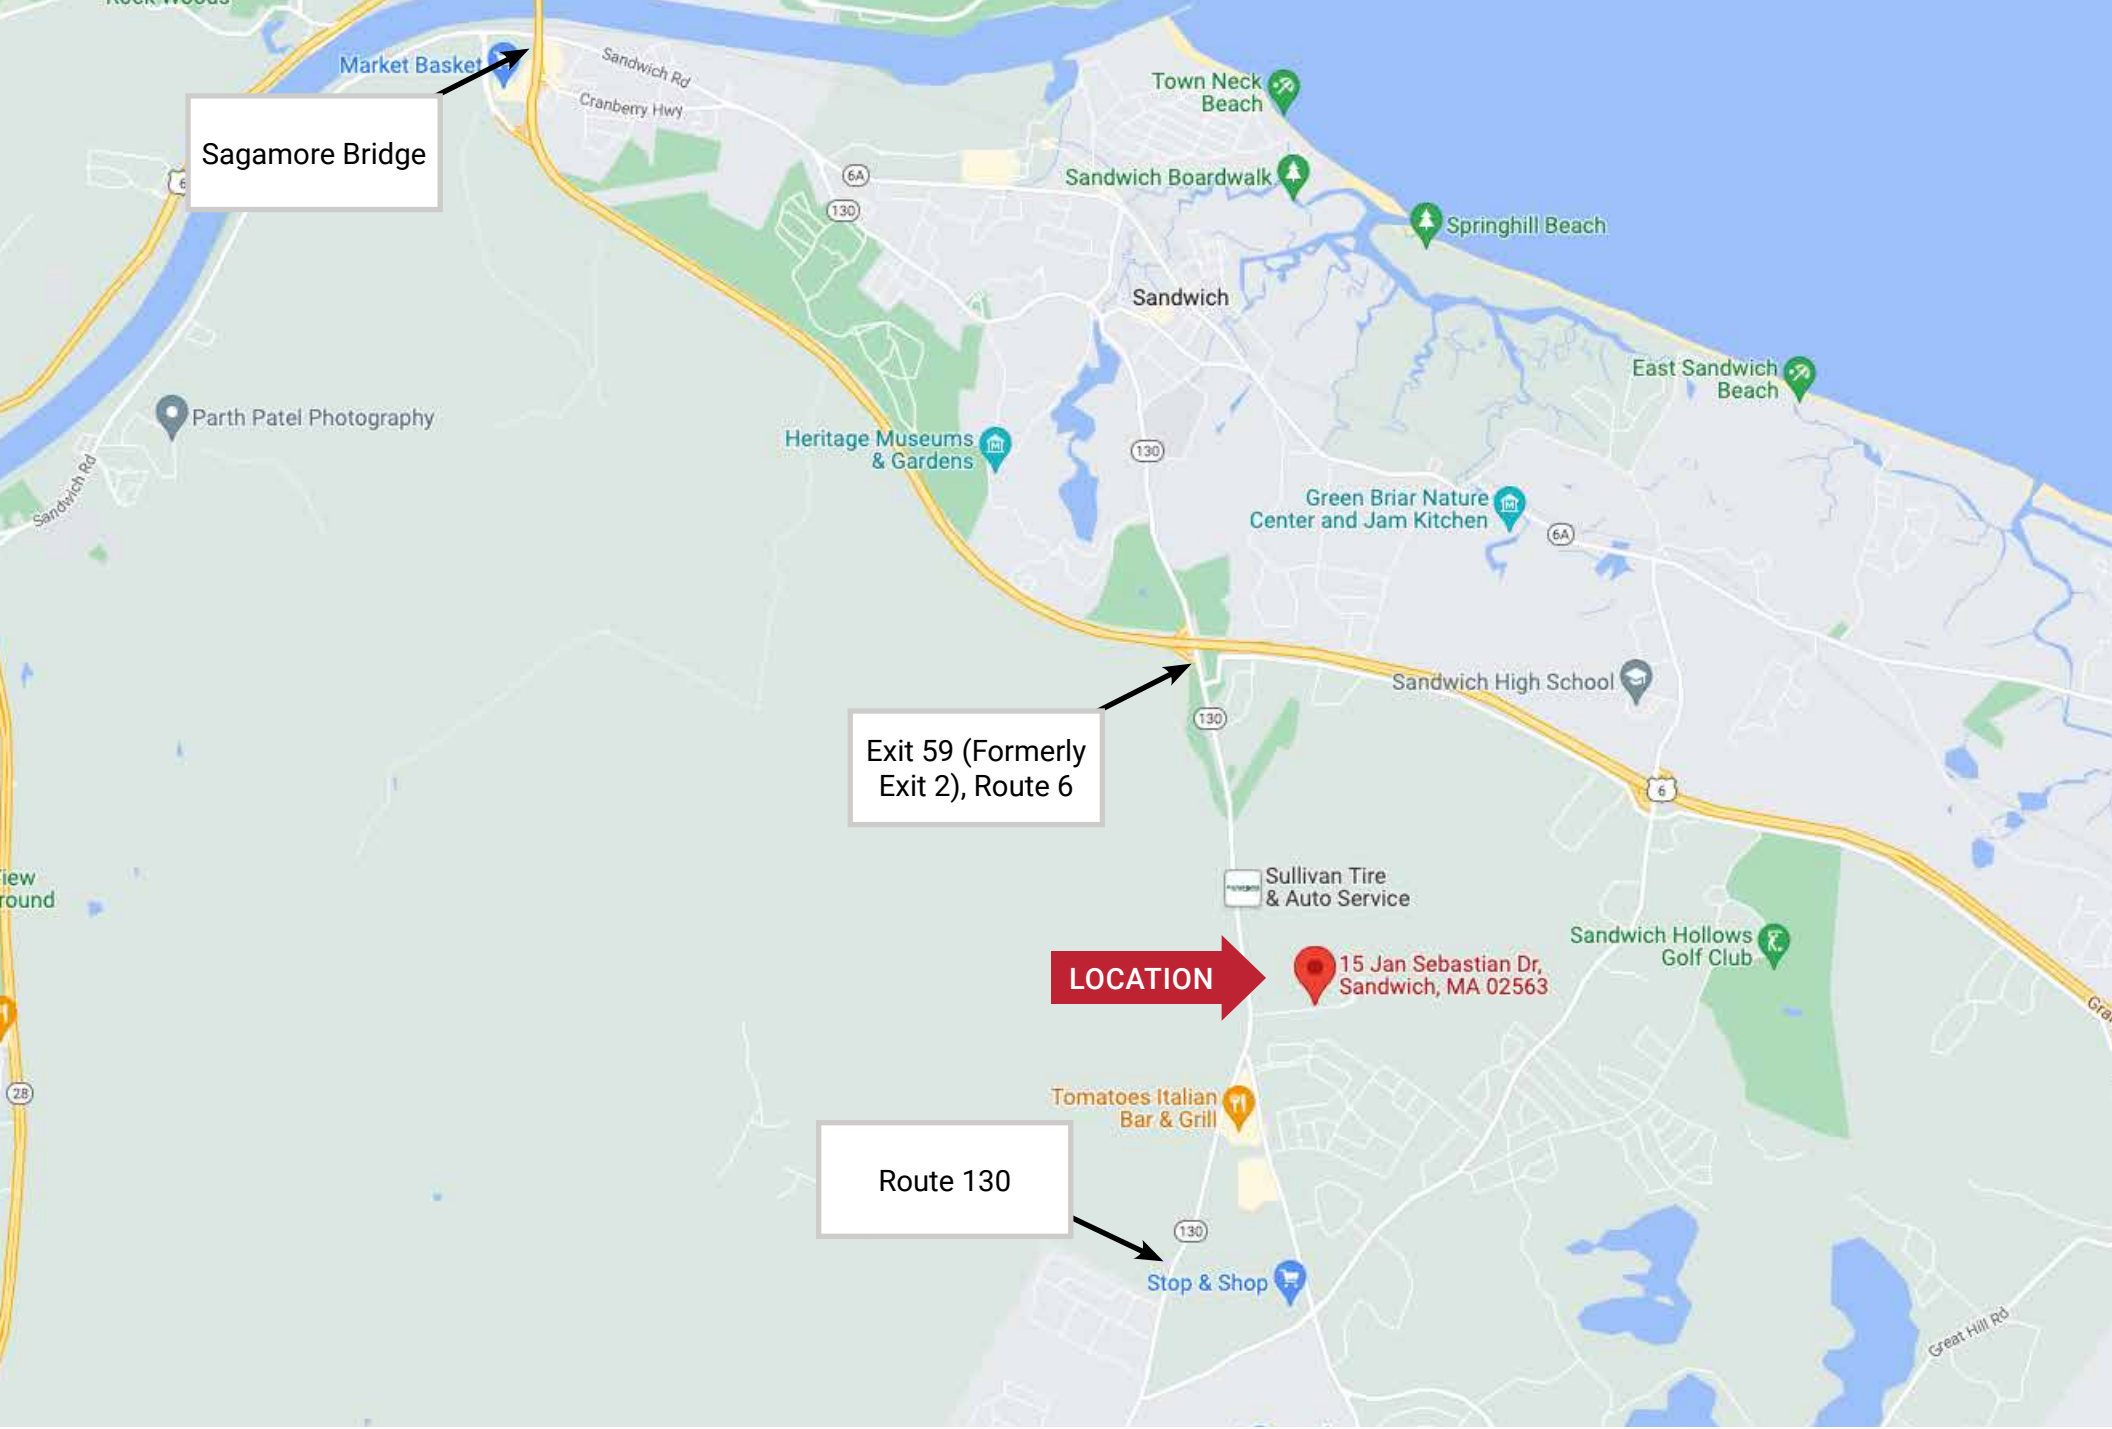 Market Basket
Sandwich Rd
Cranberry Hwy
Sagamore Bridge
6
6A
130
Town Neck
Beach
Sandwich Boardwalk
Springhill Beach
Sandwich
East Sandwich
Beach
Parth Patel Photography
Sandwich Rd
Heritage Museums
& Gardens
130
Green Briar Nature
Center and Jam Kitchen
6A
Sandwich High School
130
Exit 59 (Formerly
Exit 2), Route 6
6
Sullivan Tire
& Auto Service
Sandwich Hollows
Golf Club
LOCATION
15 Jan Sebastian Dr,
Sandwich, MA 02563
28
Tomatoes Italian
Bar & Grill
Route 130
130
Stop & Shop
Great Hill Rd